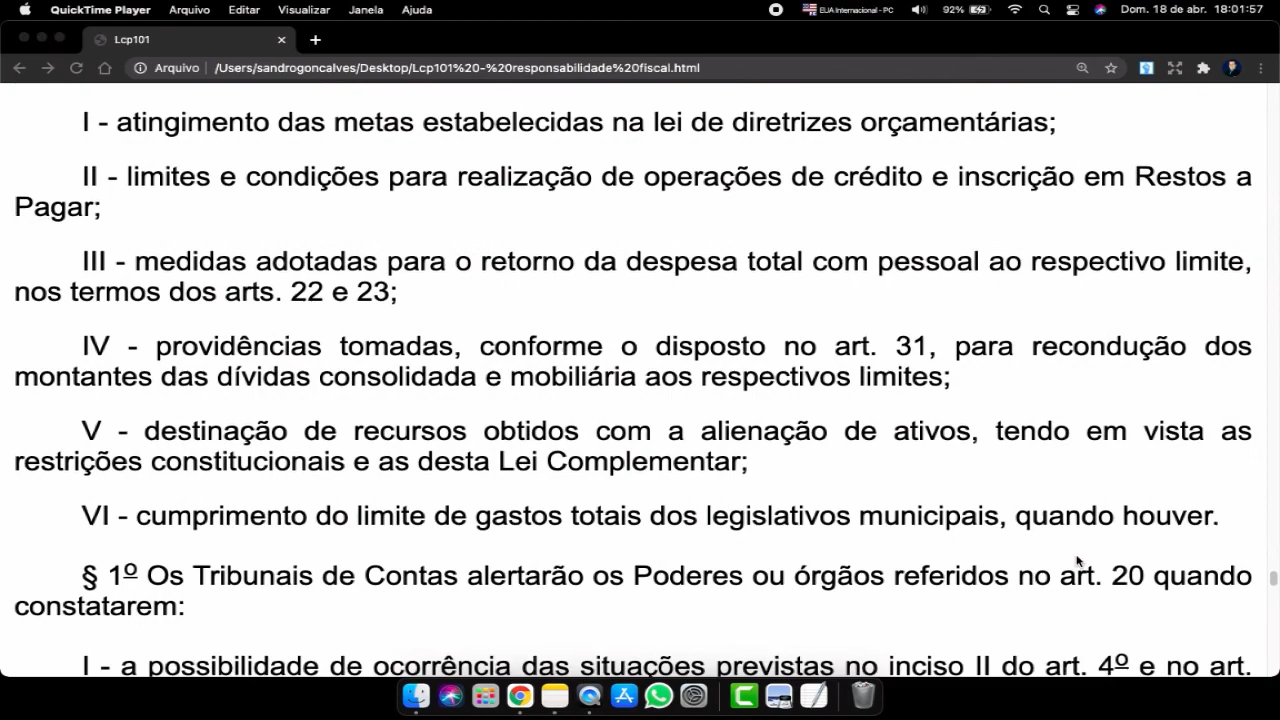 QuickTime Player Arquivo Editar Visualizar Janela Ajuda ELIA Internacional - PC 92% Dom. 18 de abr. 18:01:57
Lcp101
Arquivo | /Users/sandrogoncalves/Desktop/Lcp101%20-%20responsabilidade%20fiscal.html
I - atingimento das metas estabelecidas na lei de diretrizes orçamentárias;
II - limites e condições para realização de operações de crédito e inscrição em Restos a
Pagar;
III - medidas adotadas para o retorno da despesa total com pessoal ao respectivo limite,
nos termos dos arts. 22 e 23;
IV - providências tomadas, conforme o disposto no art. 31, para recondução dos
montantes das dívidas consolidada e mobiliária aos respectivos limites;
V - destinação de recursos obtidos com a alienação de ativos, tendo em vista as
restrições constitucionais e as desta Lei Complementar;
VI - cumprimento do limite de gastos totais dos legislativos municipais, quando houver.
§ 1º Os Tribunais de Contas alertarão os Poderes ou órgãos referidos no art. 20 quando
constatarem:
I - a possibilidade de ocorrência das situações previstas no inciso II do art. 4º e no art.